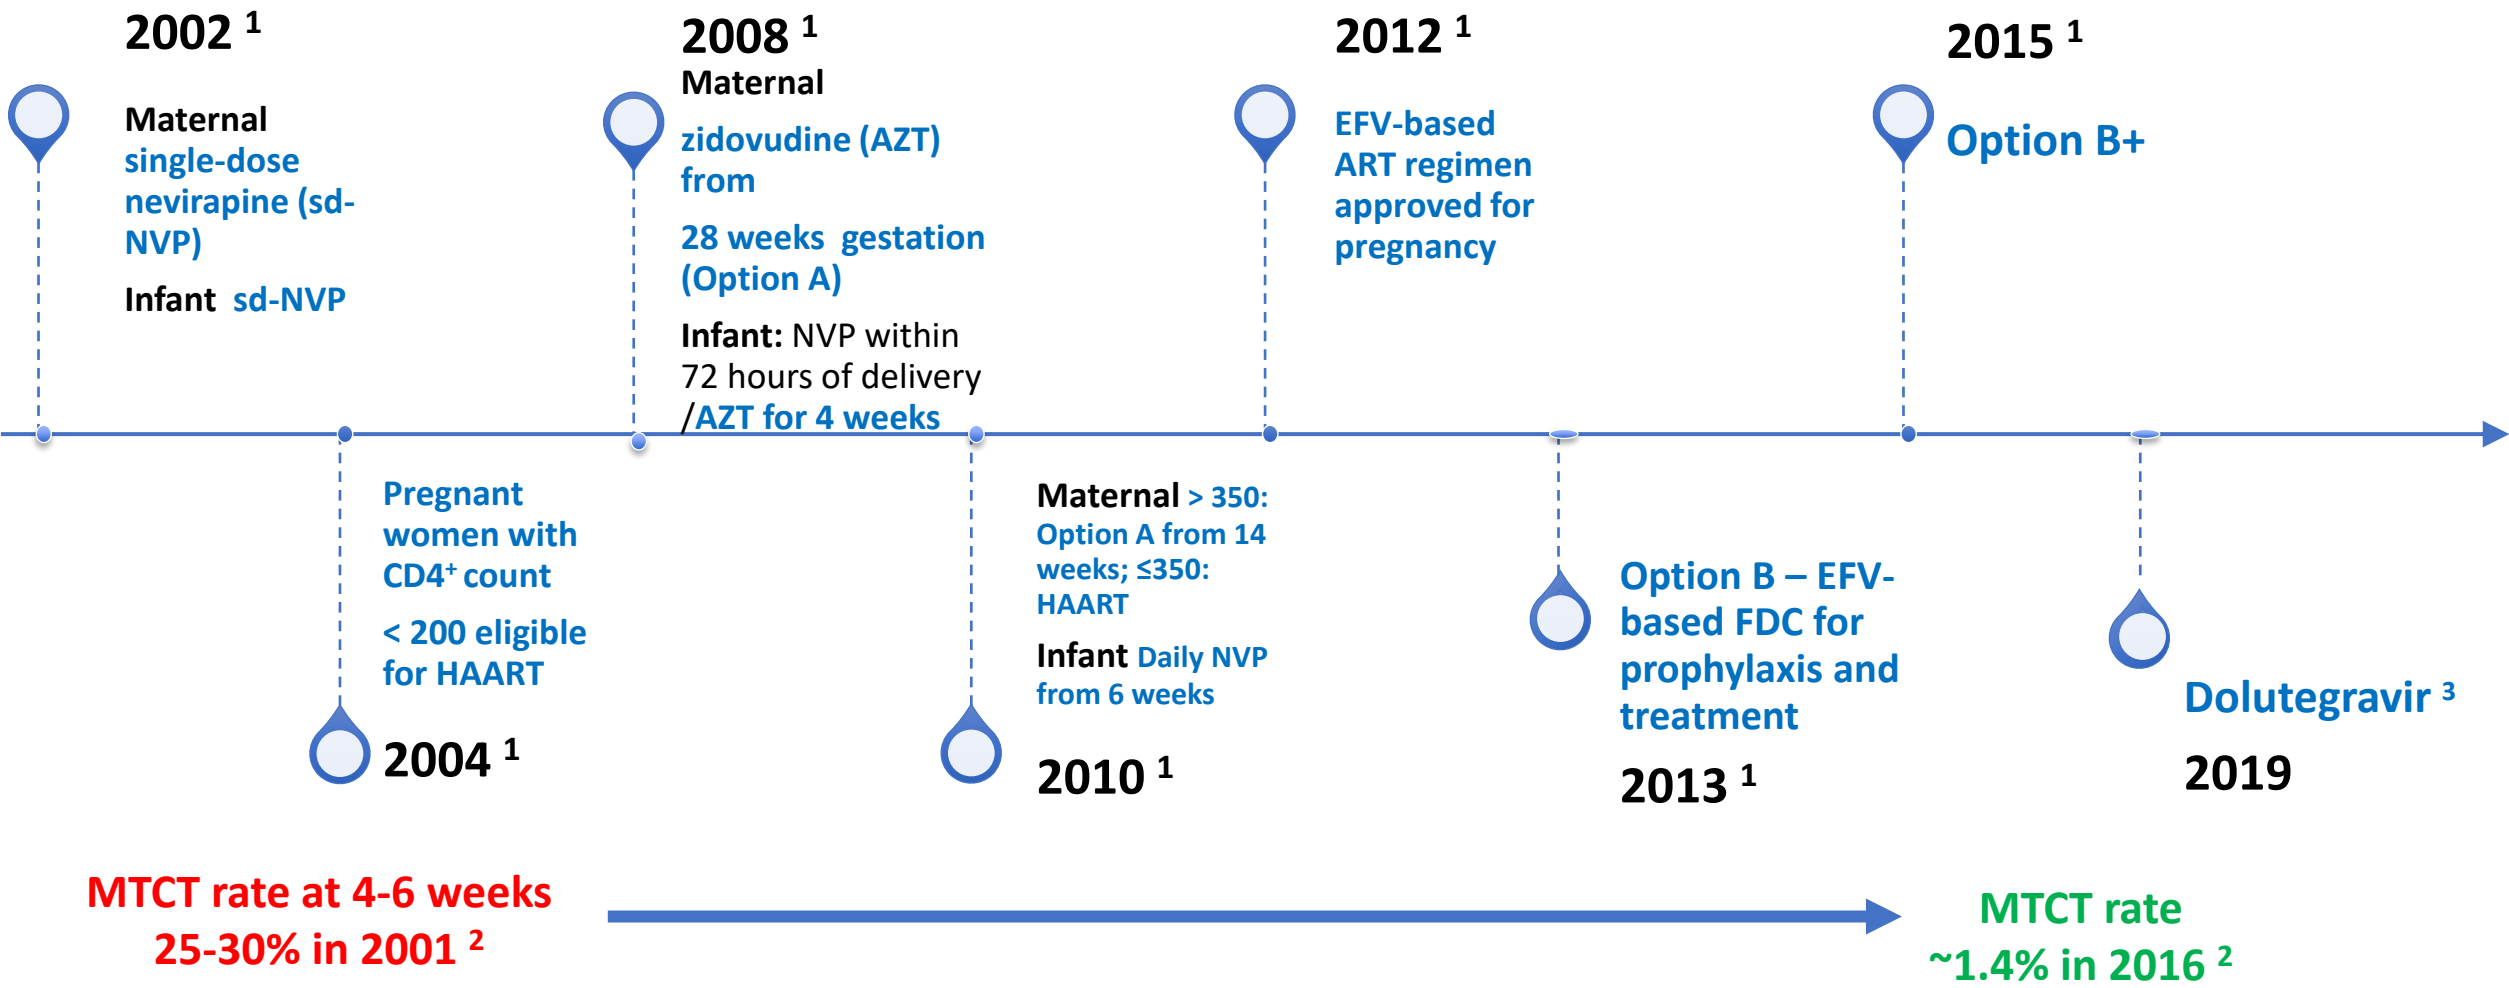 2002 ¹
Maternal
single-dose
nevirapine (sd-
NVP)
Infant sd-NVP
2008 ¹
Maternal
zidovudine (AZT)
from
28 weeks gestation
(Option A)
Infant: NVP within
72 hours of delivery
/AZT for 4 weeks
2012 ¹
EFV-based
ART regimen
approved for
pregnancy
2015 ¹
Option B+
Pregnant
women with
CD4⁺ count
< 200 eligible
for HAART
2004 ¹
Maternal > 350:
Option A from 14
weeks; ≤350:
HAART
Infant Daily NVP
from 6 weeks
2010 ¹
Option B – EFV-
based FDC for
prophylaxis and
treatment
2013 ¹
Dolutegravir ³
2019
MTCT rate at 4-6 weeks
25-30% in 2001 ²
MTCT rate
~1.4% in 2016 ²